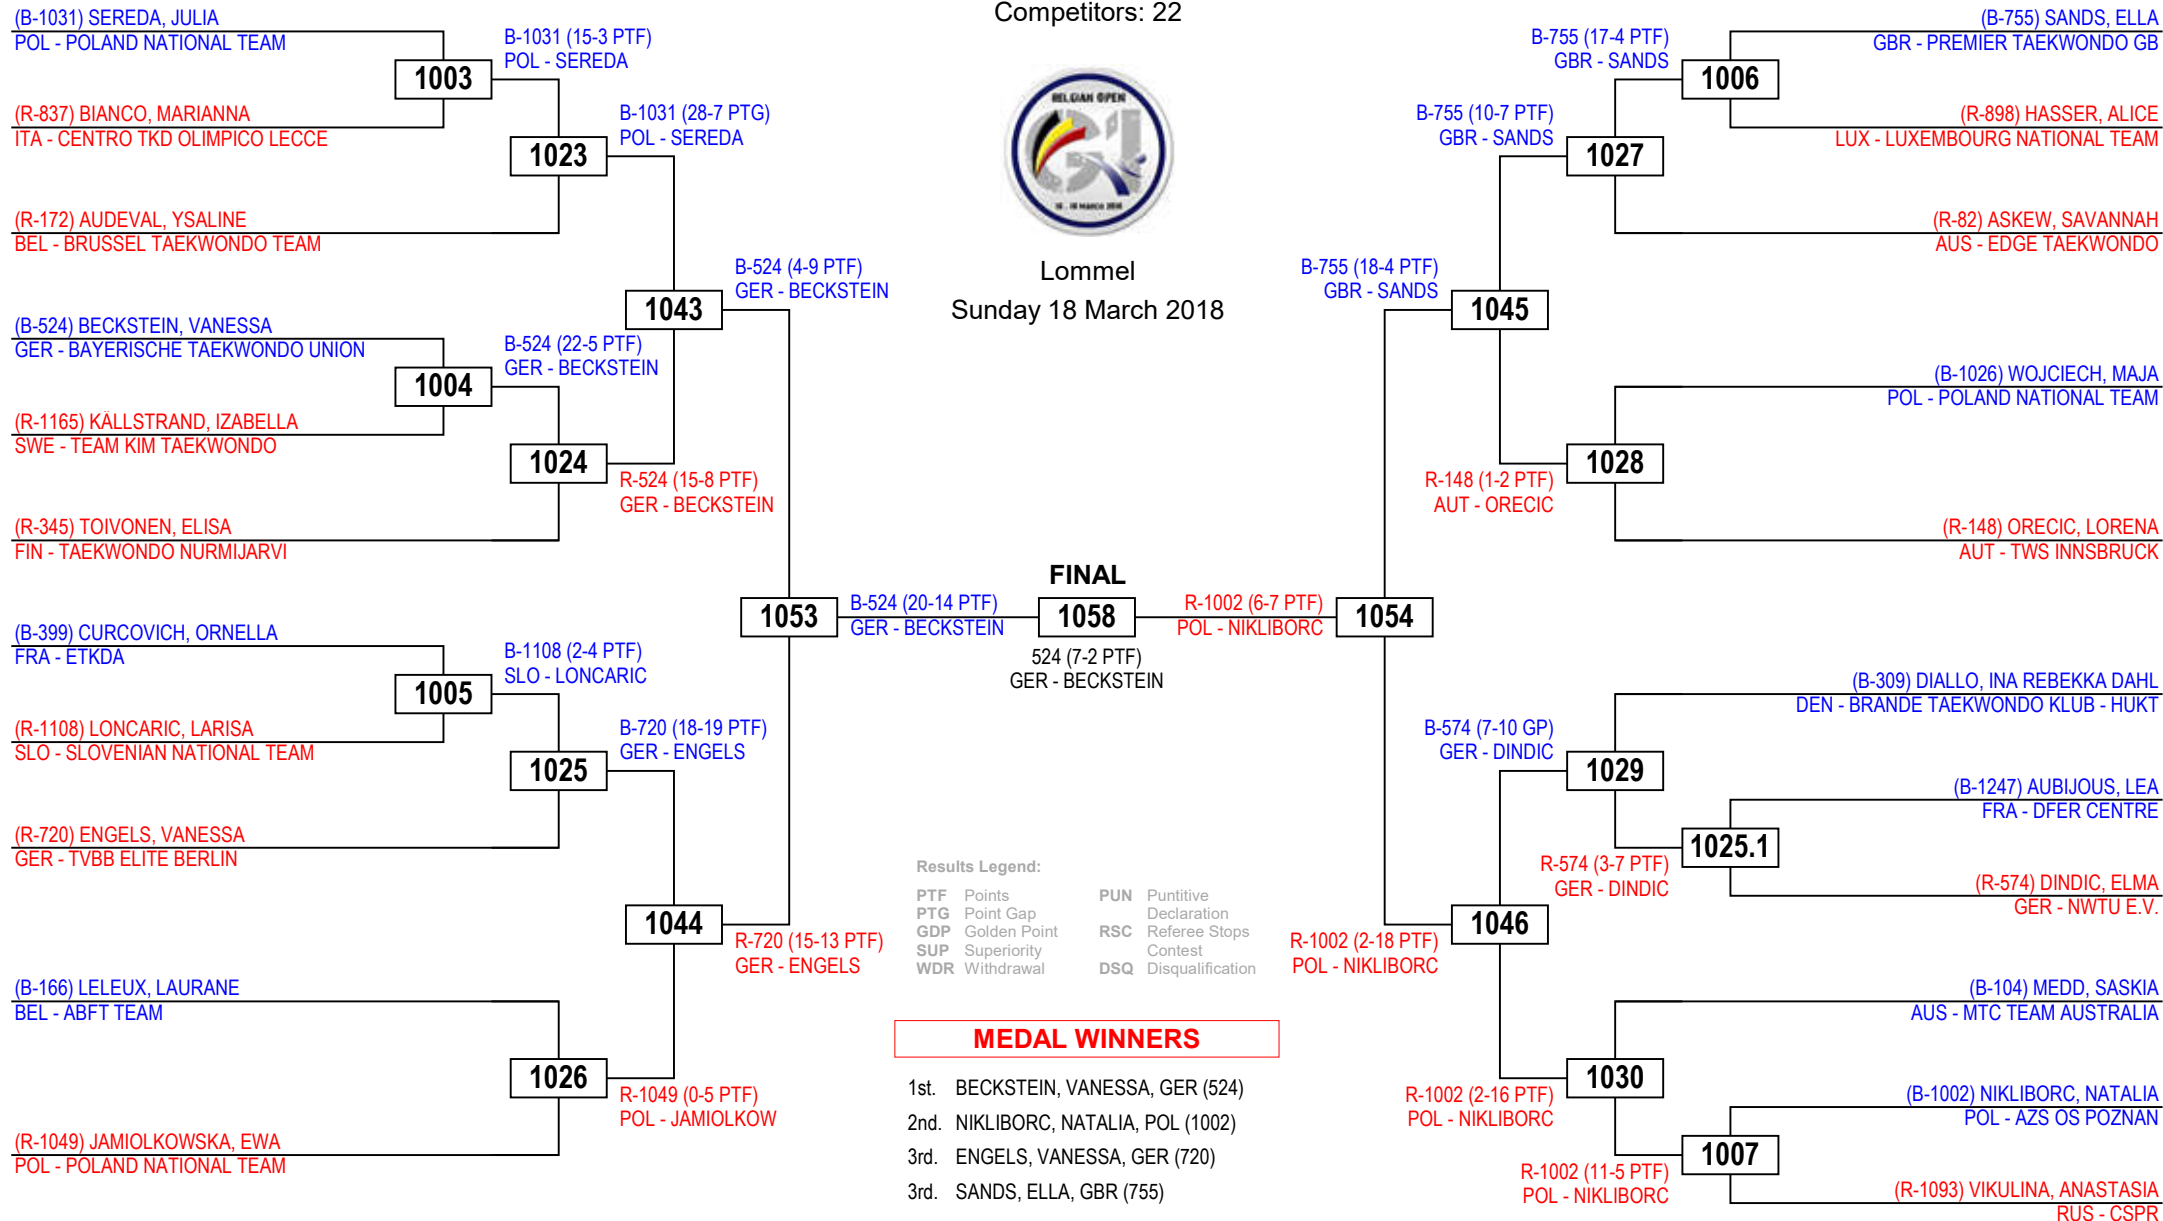 Competitors: 22
BELGIAN OPEN
Lommel
Sunday 18 March 2018
(B-1031) SEREDA, JULIA
POL - POLAND NATIONAL TEAM
1003
(R-837) BIANCO, MARIANNA
ITA - CENTRO TKD OLIMPICO LECCE
B-1031 (15-3 PTF)
POL - SEREDA
1023
(R-172) AUDEVAL, YSALINE
BEL - BRUSSEL TAEKWONDO TEAM
B-1031 (28-7 PTG)
POL - SEREDA
1043
(B-524) BECKSTEIN, VANESSA
GER - BAYERISCHE TAEKWONDO UNION
1004
(R-1165) KÄLLSTRAND, IZABELLA
SWE - TEAM KIM TAEKWONDO
B-524 (22-5 PTF)
GER - BECKSTEIN
1024
(R-345) TOIVONEN, ELISA
FIN - TAEKWONDO NURMIJARVI
R-524 (15-8 PTF)
GER - BECKSTEIN
B-524 (4-9 PTF)
GER - BECKSTEIN
1053
(B-399) CURCOVICH, ORNELLA
FRA - ETKDA
1005
(R-1108) LONCARIC, LARISA
SLO - SLOVENIAN NATIONAL TEAM
B-1108 (2-4 PTF)
SLO - LONCARIC
1025
(R-720) ENGELS, VANESSA
GER - TVBB ELITE BERLIN
B-720 (18-19 PTF)
GER - ENGELS
1044
(B-166) LELEUX, LAURANE
BEL - ABFT TEAM
1026
(R-1049) JAMIOLKOWSKA, EWA
POL - POLAND NATIONAL TEAM
R-1049 (0-5 PTF)
POL - JAMIOLKOW
R-720 (15-13 PTF)
GER - ENGELS
B-524 (20-14 PTF)
GER - BECKSTEIN
FINAL
1058
524 (7-2 PTF)
GER - BECKSTEIN
R-1002 (6-7 PTF)
POL - NIKLIBORC
1054
(B-755) SANDS, ELLA
GBR - PREMIER TAEKWONDO GB
1006
(R-898) HASSER, ALICE
LUX - LUXEMBOURG NATIONAL TEAM
B-755 (17-4 PTF)
GBR - SANDS
1027
(R-82) ASKEW, SAVANNAH
AUS - EDGE TAEKWONDO
B-755 (10-7 PTF)
GBR - SANDS
1045
B-755 (18-4 PTF)
GBR - SANDS
(B-1026) WOJCIECH, MAJA
POL - POLAND NATIONAL TEAM
1028
(R-148) ORECIC, LORENA
AUT - TWS INNSBRUCK
R-148 (1-2 PTF)
AUT - ORECIC
(B-309) DIALLO, INA REBEKKA DAHL
DEN - BRANDE TAEKWONDO KLUB - HUKT
1029
B-574 (7-10 GP)
GER - DINDIC
(B-1247) AUBIJOUS, LEA
FRA - DFER CENTRE
1025.1
(R-574) DINDIC, ELMA
GER - NWTU E.V.
R-574 (3-7 PTF)
GER - DINDIC
1046
R-1002 (2-18 PTF)
POL - NIKLIBORC
(B-104) MEDD, SASKIA
AUS - MTC TEAM AUSTRALIA
1030
R-1002 (2-16 PTF)
POL - NIKLIBORC
(B-1002) NIKLIBORC, NATALIA
POL - AZS OS POZNAN
1007
(R-1093) VIKULINA, ANASTASIA
RUS - CSPR
R-1002 (11-5 PTF)
POL - NIKLIBORC
Results Legend:
PTF Points
PTG Point Gap
GDP Golden Point
SUP Superiority
WDR Withdrawal
PUN Puntitive
Declaration
RSC Referee Stops
Contest
DSQ Disqualification
MEDAL WINNERS
1st. BECKSTEIN, VANESSA, GER (524)
2nd. NIKLIBORC, NATALIA, POL (1002)
3rd. ENGELS, VANESSA, GER (720)
3rd. SANDS, ELLA, GBR (755)